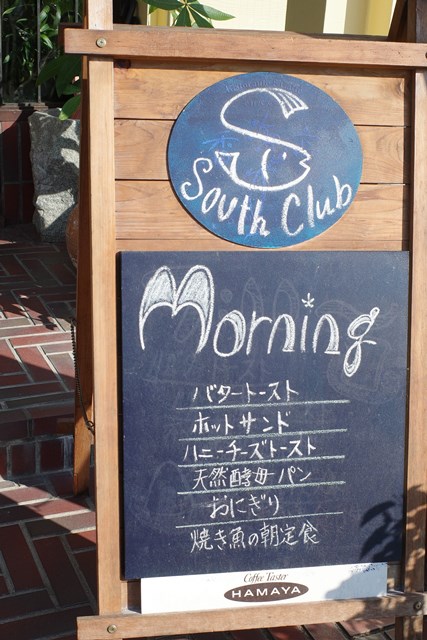 South Club
Morning
バタートースト
ホットサンド
ハニーチーズトースト
天然酵母パン
おにぎり
焼き魚の朝定食
Coffee Taster
HAMAYA